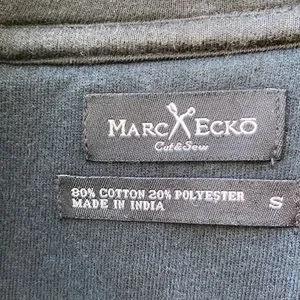 MARC ECKŌ
Cut & Sew
80% COTTON 20% POLYESTER
MADE IN INDIA
S